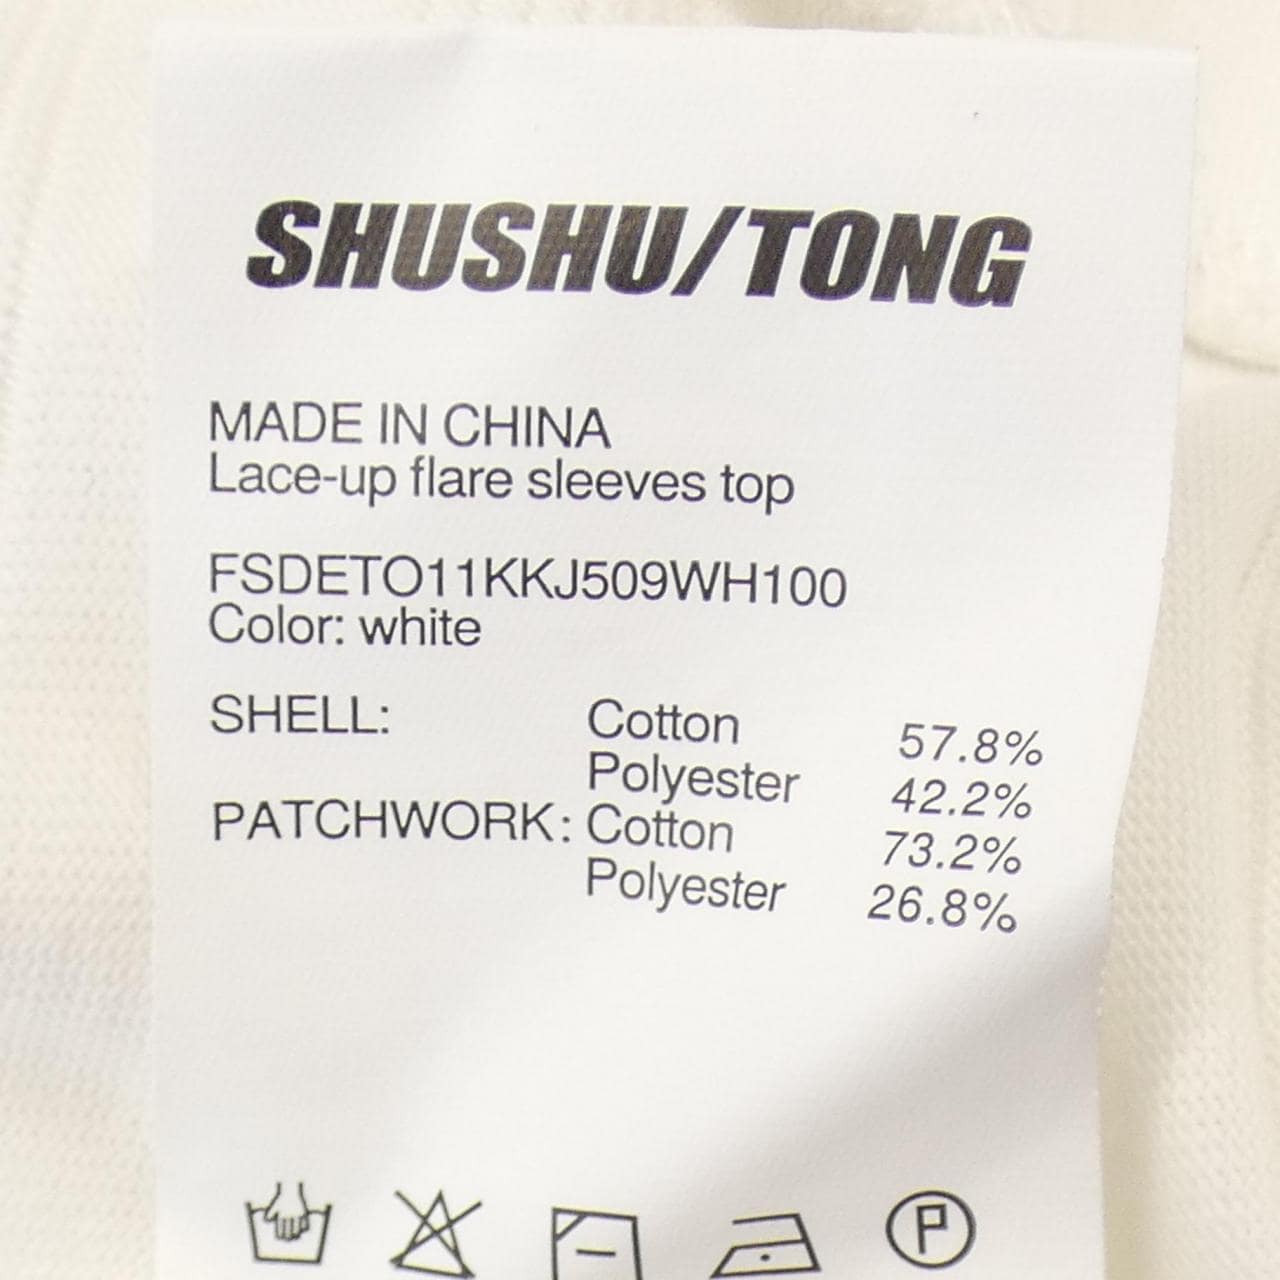 SHUSHU/TONG
MADE IN CHINA
Lace-up flare sleeves top
FSDETO11KKJ509WH100
Color: white
SHELL: Cotton 57.8%
Polyester 42.2%
PATCHWORK: Cotton 73.2%
Polyester 26.8%
P